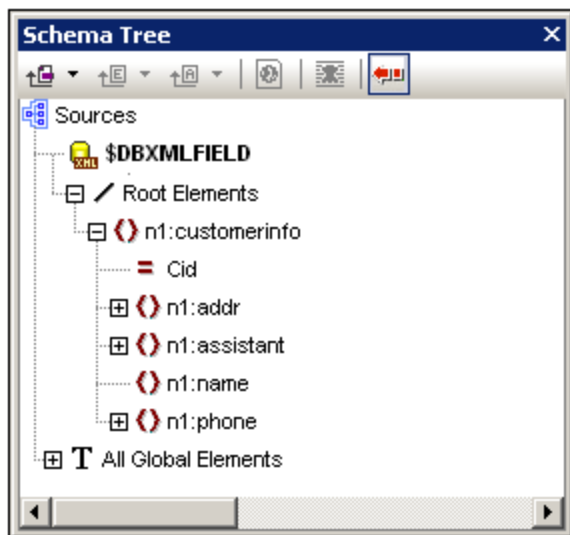 Schema Tree
Sources
XML $DBXMLFIELD
Root Elements
n1:customerinfo
Cid
n1:addr
n1:assistant
n1:name
n1:phone
T All Global Elements